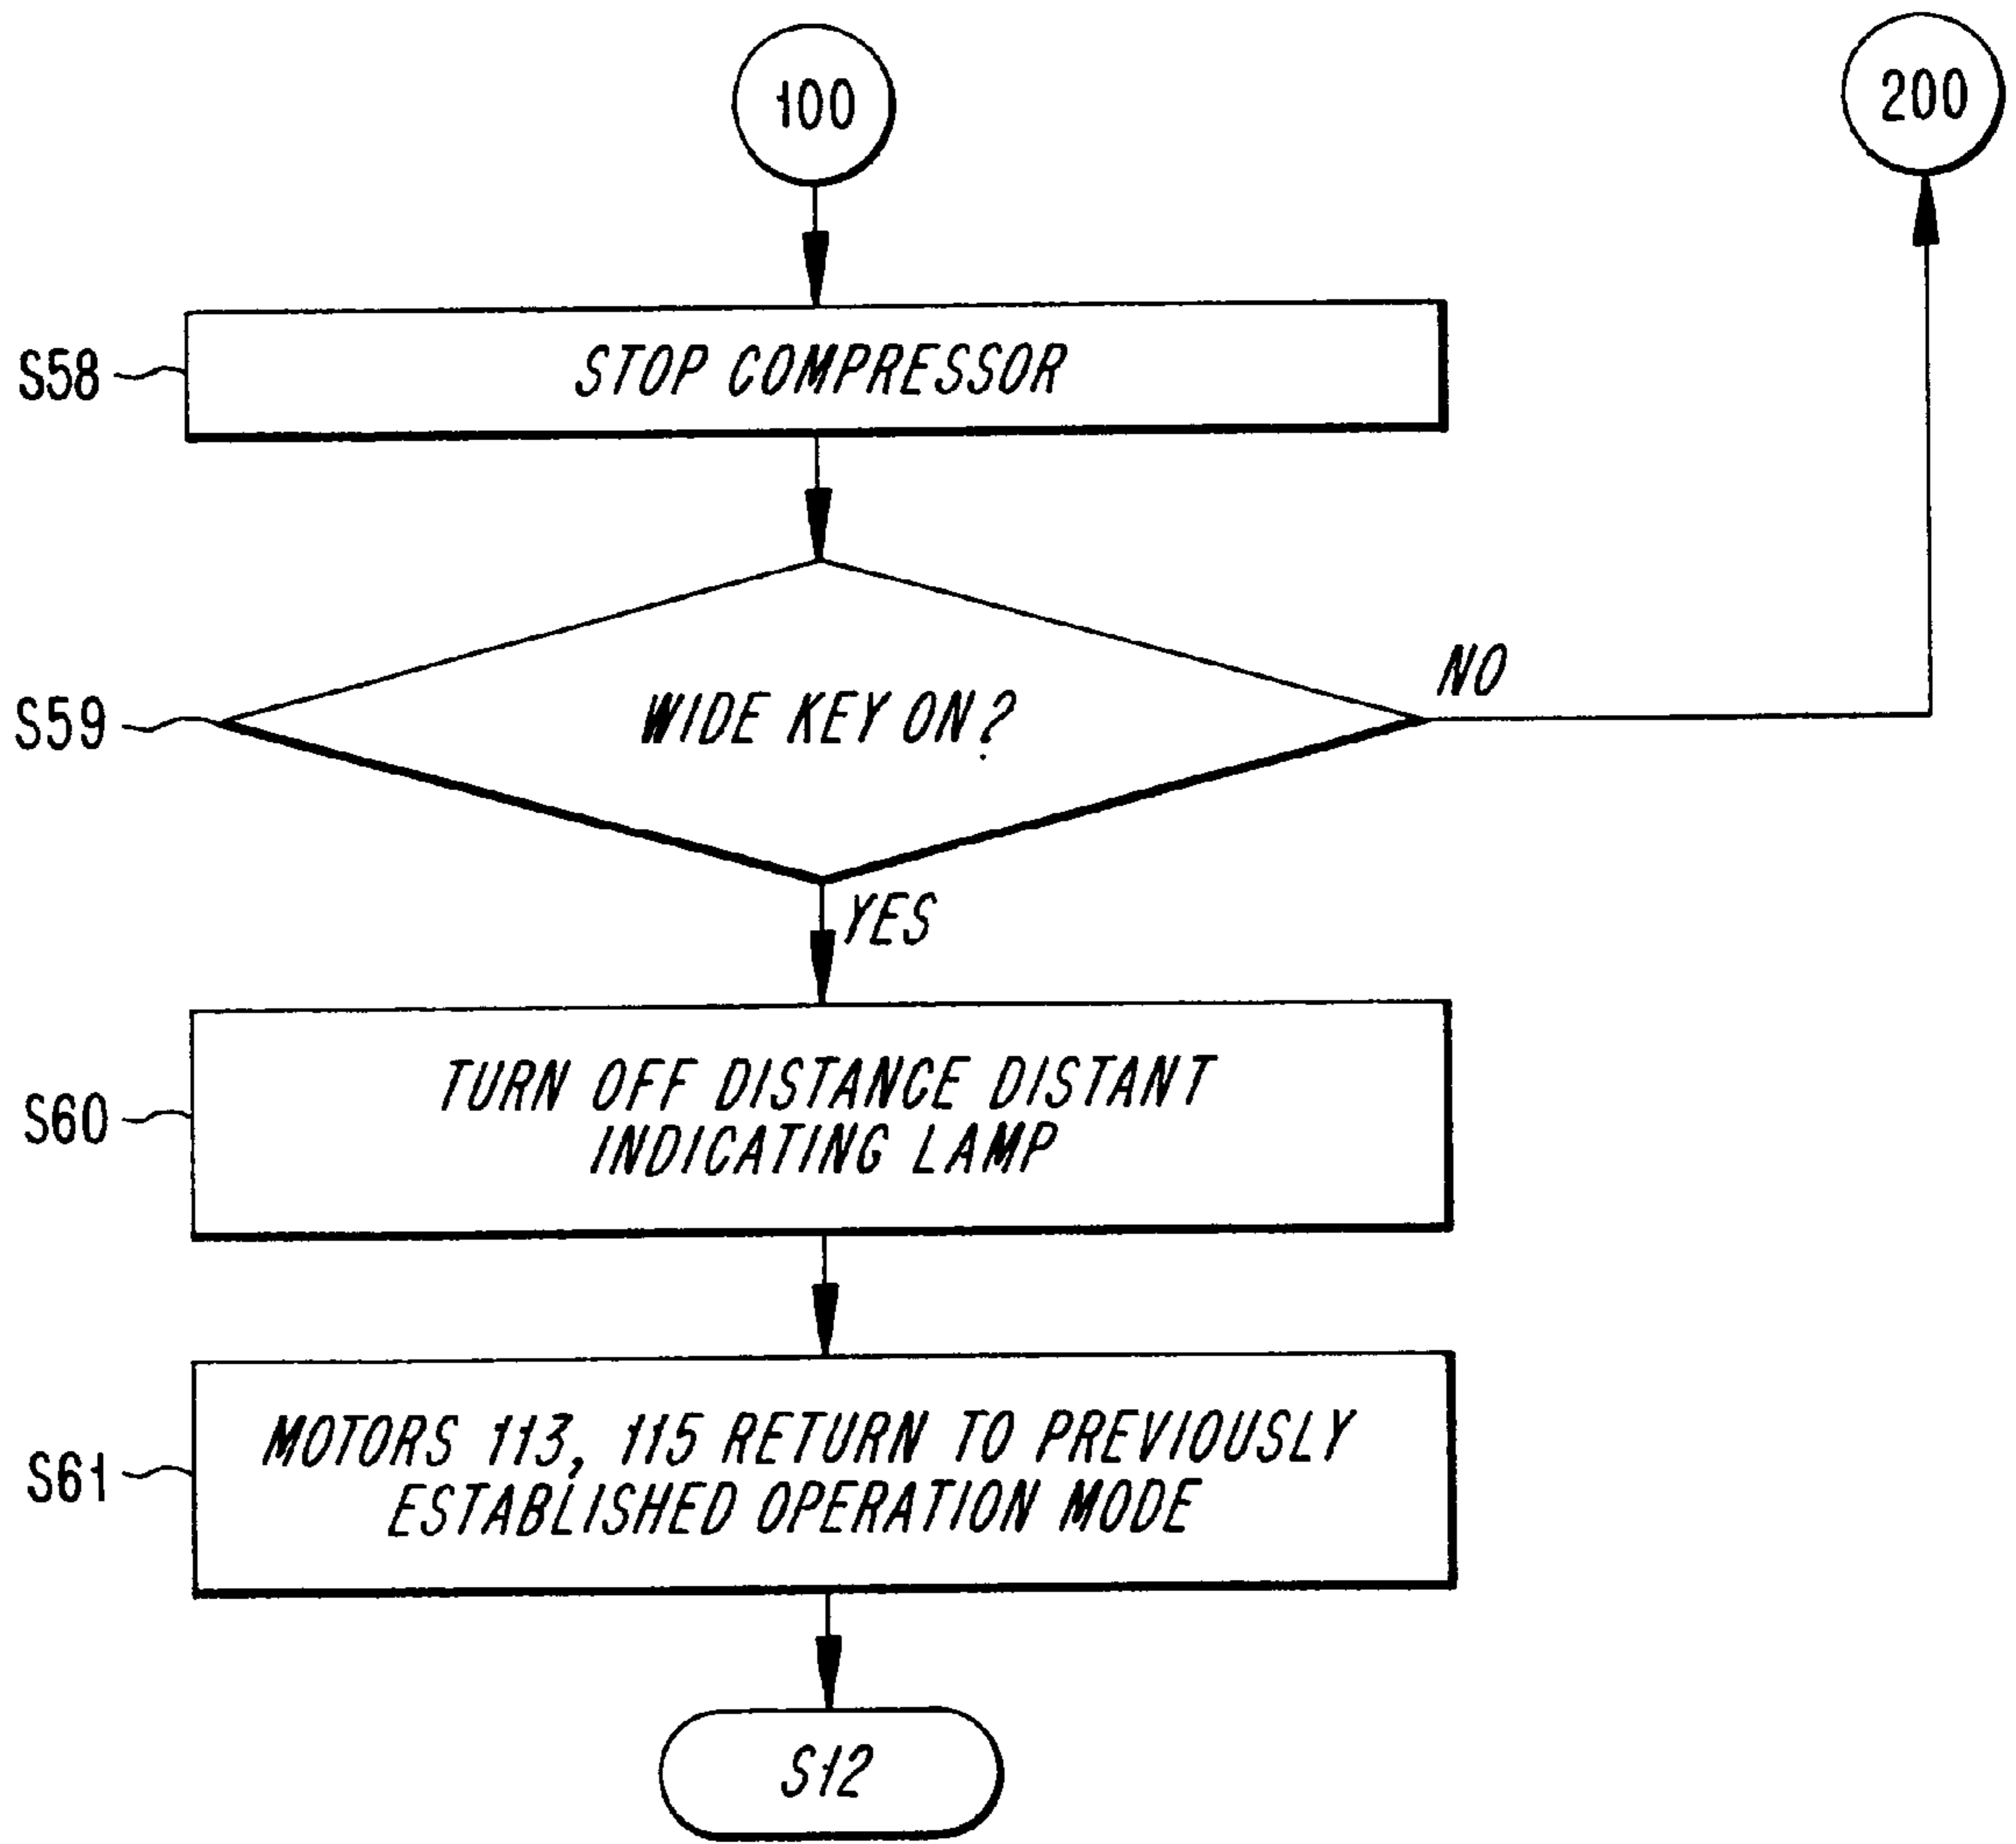 100
200
S58
STOP COMPRESSOR
S59
WIDE KEY ON?
NO
YES
S60
TURN OFF DISTANCE DISTANT
INDICATING LAMP
S61
MOTORS 113, 115 RETURN TO PREVIOUSLY
ESTABLISHED OPERATION MODE
S12